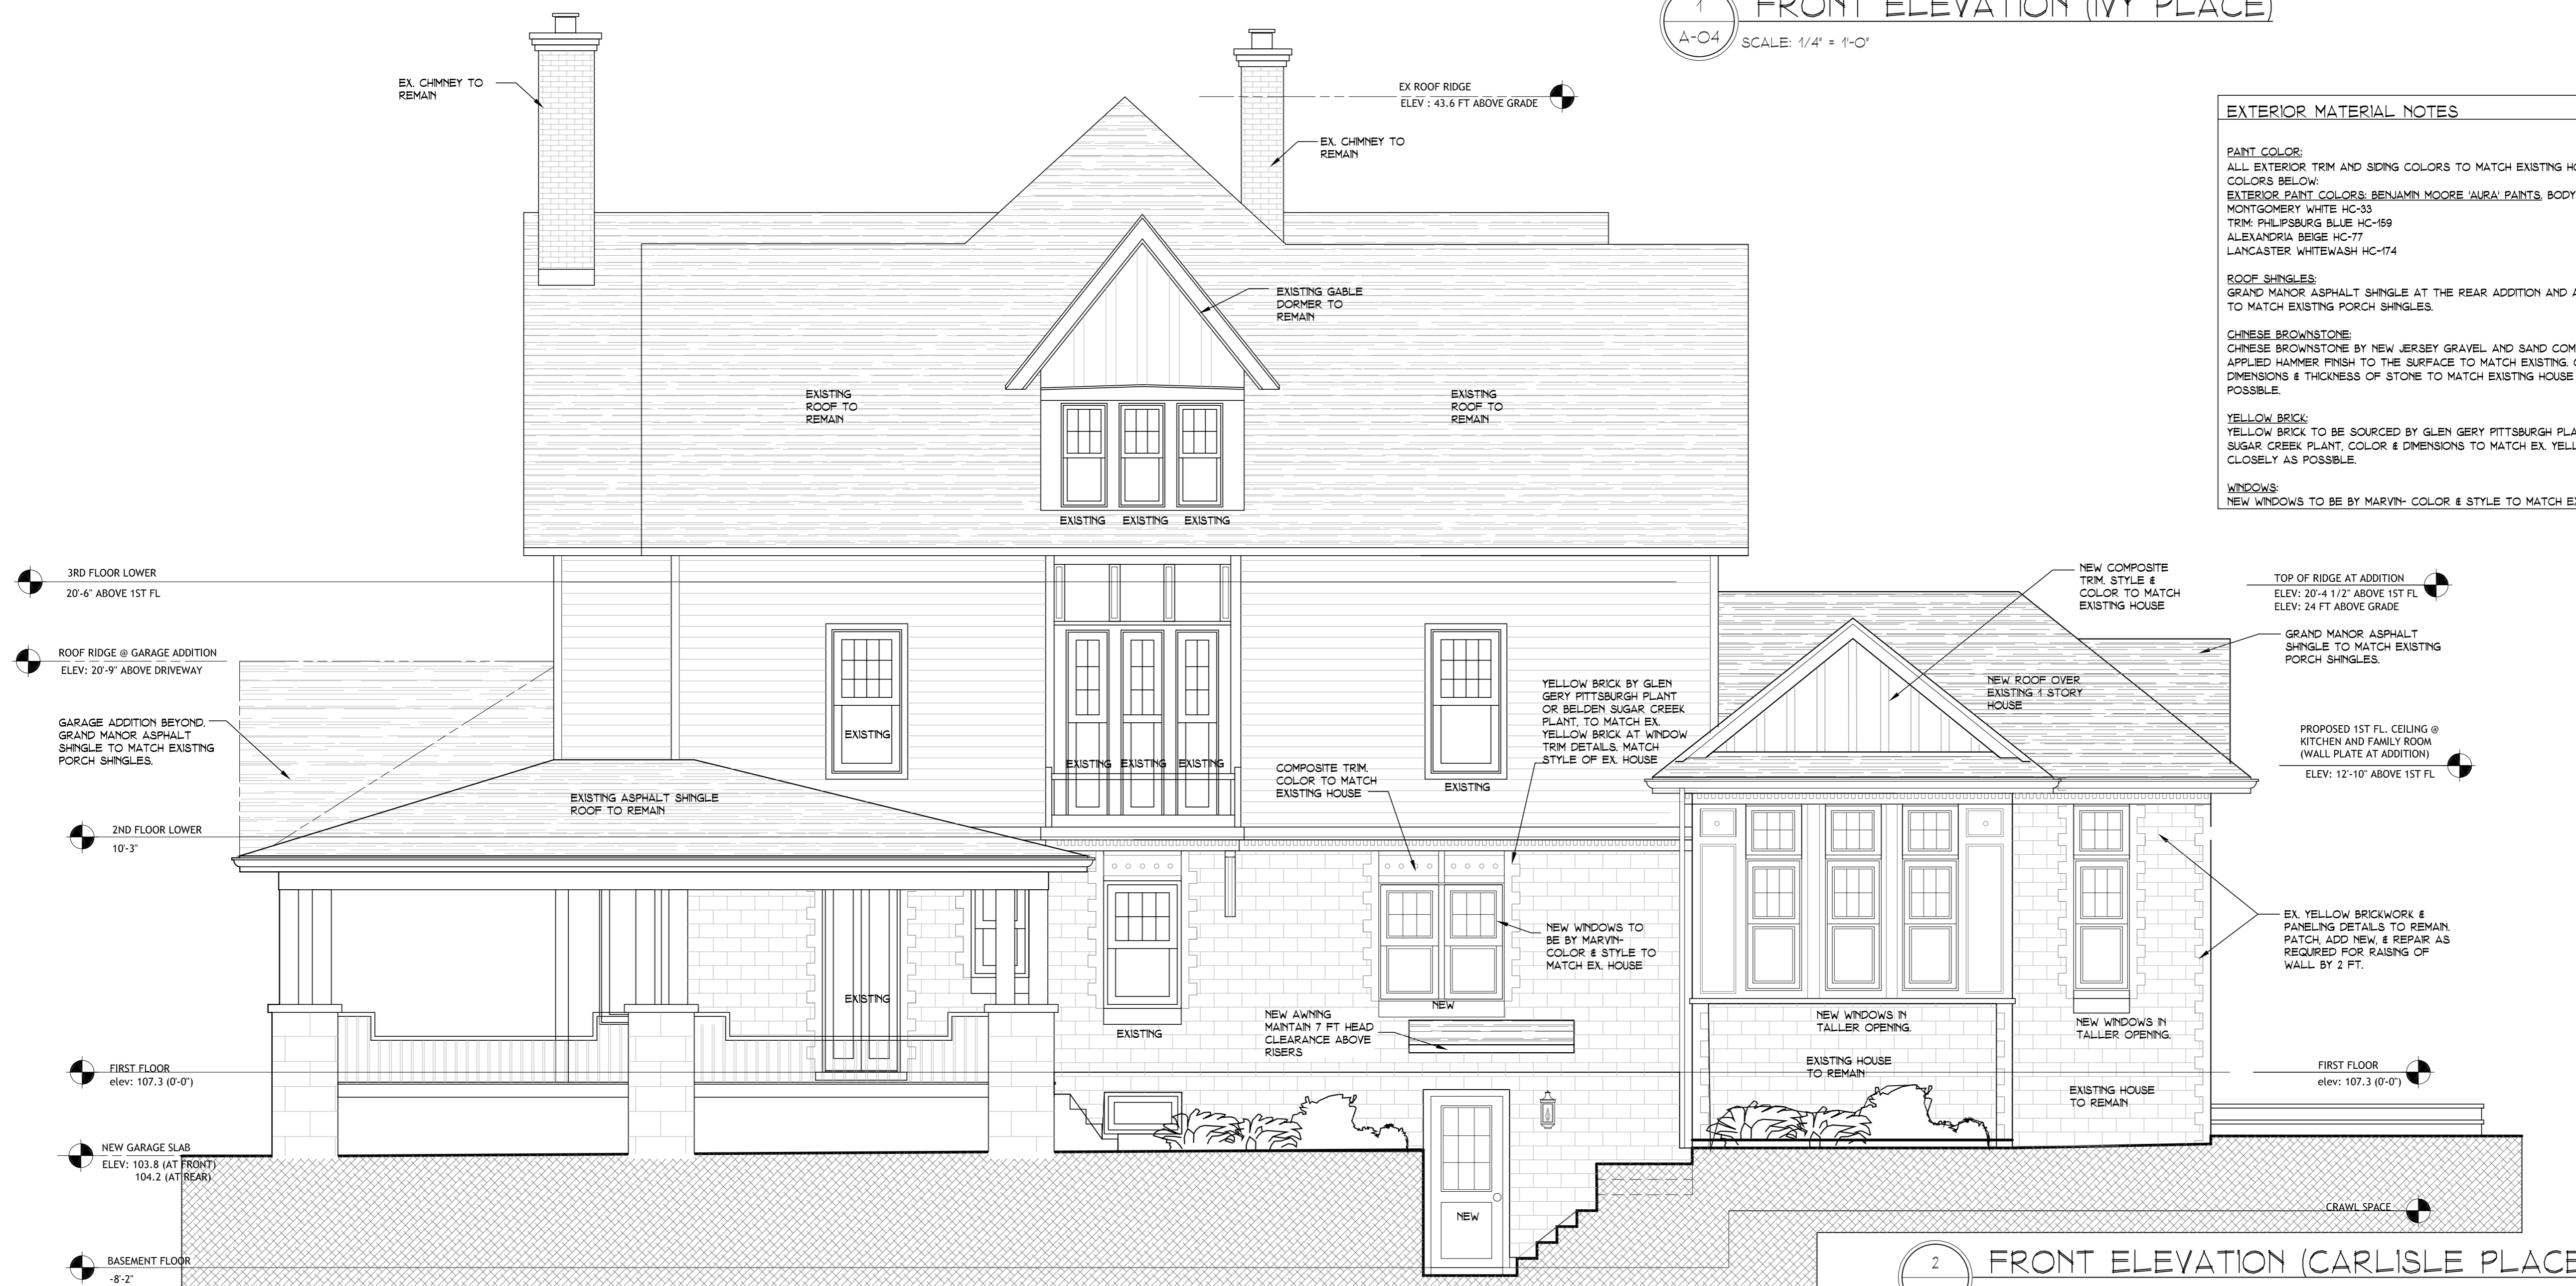 1
A-04
FRONT ELEVATION (IVY PLACE)
SCALE: 1/4" = 1'-0"
EX. CHIMNEY TO
REMAIN
EX ROOF RIDGE
ELEV : 43.6 FT ABOVE GRADE
EX. CHIMNEY TO
REMAIN
EXTERIOR MATERIAL NOTES
PAINT COLOR:
ALL EXTERIOR TRIM AND SIDING COLORS TO MATCH EXISTING
COLORS BELOW:
EXTERIOR PAINT COLORS: BENJAMIN MOORE 'AURA' PAINTS, BODY
MONTGOMERY WHITE HC-33
TRIM: PHILIPSBURG BLUE HC-159
ALEXANDRIA BEIGE HC-77
LANCASTER WHITEWASH HC-174
ROOF SHINGLES:
GRAND MANOR ASPHALT SHINGLE AT THE REAR ADDITION AND
TO MATCH EXISTING PORCH SHINGLES.
CHINESE BROWNSTONE:
CHINESE BROWNSTONE BY NEW JERSEY GRAVEL AND SAND
APPLIED HAMMER FINISH TO THE SURFACE TO MATCH EXISTING.
DIMENSIONS & THICKNESS OF STONE TO MATCH EXISTING HOUSE
POSSIBLE.
YELLOW BRICK:
YELLOW BRICK TO BE SOURCED BY GLEN GERY PITTSBURGH
SUGAR CREEK PLANT, COLOR & DIMENSIONS TO MATCH EX.
CLOSELY AS POSSIBLE.
WINDOWS:
NEW WINDOWS TO BE BY MARVIN- COLOR & STYLE TO MATCH
EXISTING GABLE
DORMER TO
REMAIN
EXISTING
ROOF TO
REMAIN
EXISTING
ROOF TO
REMAIN
EXISTING EXISTING EXISTING
3RD FLOOR LOWER
20'-6" ABOVE 1ST FL
ROOF RIDGE @ GARAGE ADDITION
ELEV: 20'-9" ABOVE DRIVEWAY
GARAGE ADDITION BEYOND.
GRAND MANOR ASPHALT
SHINGLE TO MATCH EXISTING
PORCH SHINGLES.
2ND FLOOR LOWER
10'-3"
EXISTING ASPHALT SHINGLE
ROOF TO REMAIN
EXISTING
EXISTING EXISTING EXISTING
EXISTING
COMPOSITE TRIM.
COLOR TO MATCH
EXISTING HOUSE
YELLOW BRICK BY GLEN
GERY PITTSBURGH PLANT
OR BELDEN SUGAR CREEK
PLANT, TO MATCH EX.
YELLOW BRICK AT WINDOW
TRIM DETAILS. MATCH
STYLE OF EX. HOUSE
NEW COMPOSITE
TRIM. STYLE &
COLOR TO MATCH
EXISTING HOUSE
NEW ROOF OVER
EXISTING 1 STORY
HOUSE
TOP OF RIDGE AT ADDITION
ELEV: 20'-4 1/2" ABOVE 1ST FL
ELEV: 24 FT ABOVE GRADE
GRAND MANOR ASPHALT
SHINGLE TO MATCH EXISTING
PORCH SHINGLES.
PROPOSED 1ST FL. CEILING @
KITCHEN AND FAMILY ROOM
(WALL PLATE AT ADDITION)
ELEV: 12'-10" ABOVE 1ST FL
EX. YELLOW BRICKWORK &
PANELING DETAILS TO REMAIN.
PATCH, ADD NEW, & REPAIR AS
REQUIRED FOR RAISING OF
WALL BY 2 FT.
NEW WINDOWS TO
BE BY MARVIN-
COLOR & STYLE TO
MATCH EX. HOUSE
EXISTING
EXISTING
NEW
NEW AWNING
MAINTAIN 7 FT HEAD
CLEARANCE ABOVE
RISERS
NEW WINDOWS IN
TALLER OPENING.
EXISTING HOUSE
TO REMAIN
NEW WINDOWS IN
TALLER OPENING.
EXISTING HOUSE
TO REMAIN
FIRST FLOOR
elev: 107.3 (0'-0")
FIRST FLOOR
elev: 107.3 (0'-0")
NEW GARAGE SLAB
ELEV: 103.8 (AT FRONT)
104.2 (AT REAR)
NEW
CRAWL SPACE
BASEMENT FLOOR
-8'-2"
2
FRONT ELEVATION (CARLISLE PLACE